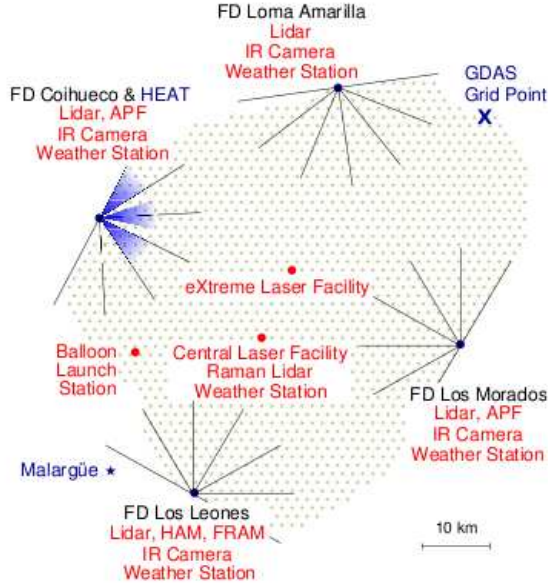 FD Loma Amarilla
Lidar
IR Camera
Weather Station
GDAS
Grid Point
X
FD Coihueco & HEAT
Lidar, APF
IR Camera
Weather Station
eXtreme Laser Facility
Balloon
Launch
Station
Central Laser Facility
Raman Lidar
Weather Station
FD Los Morados
Lidar, APF
IR Camera
Weather Station
Malargüe
FD Los Leones
Lidar, HAM, FRAM
IR Camera
Weather Station
10 km